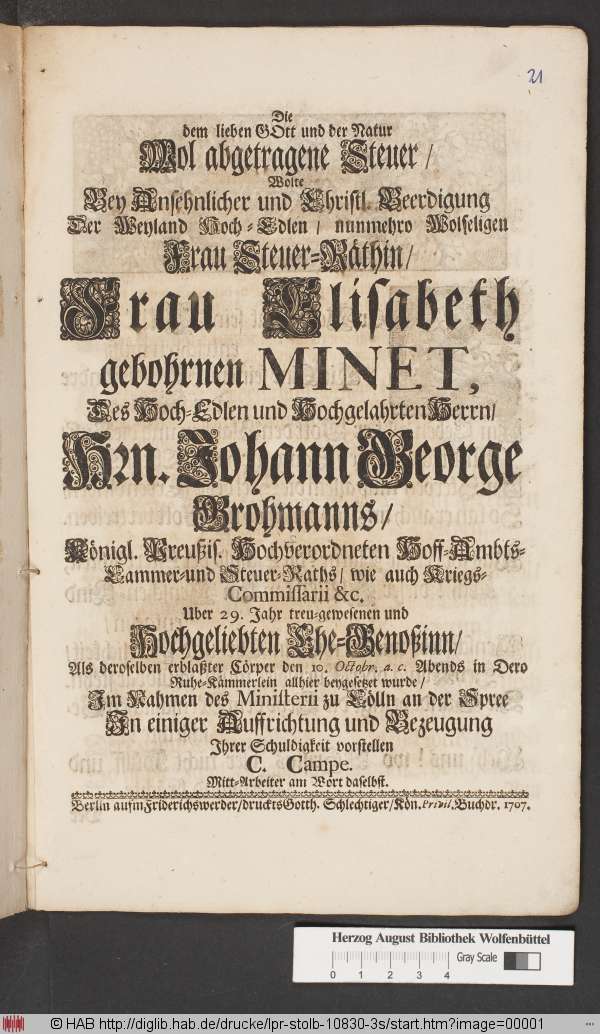 21
Die
dem lieben GOtt und der Natur
Wol abgetragene Steuer /
Wolte
Bey Ansehnlicher und Christl. Beerdigung
Der Weyland Hoch-Edlen / nunmehro Wolseligen
Frau Steuer-Räthin /
Frau Elisabeth
gebohrnen MINET,
Des Hoch-Edlen und Hochgelahrten Herrn /
Hrn. Johann George
Grohmanns /
Königl. Preußis. Hochverordneten Hoff-Ambts-
Cammer-und Steuer-Raths / wie auch Kriegs-
Commissarii &c.
Uber 29. Jahr treu-gewesenen und
Hochgeliebten Ehe-Genoßinn /
Als deroselben erblaßter Cörper den 10. Octobr. a. c. Abends in Dero
Ruhe-Kämmerlein allhier beygesetzet wurde /
Im Nahmen des Ministerii zu Cölln an der Spree
In einiger Auffrichtung und Bezeugung
Ihrer Schuldigkeit vorstellen
C. Campe.
Mitt-Arbeiter am Wort daselbst.
Berlin aufm Friderichswerder / druckts Gotth. Schlechtiger / Kön. Privil. Buchdr. 1707.
Herzog August Bibliothek Wolfenbüttel
0 1 2 3 4 Gray Scale
© HAB http://diglib.hab.de/drucke/lpr-stolb-10830-3s/start.htm?image=00001